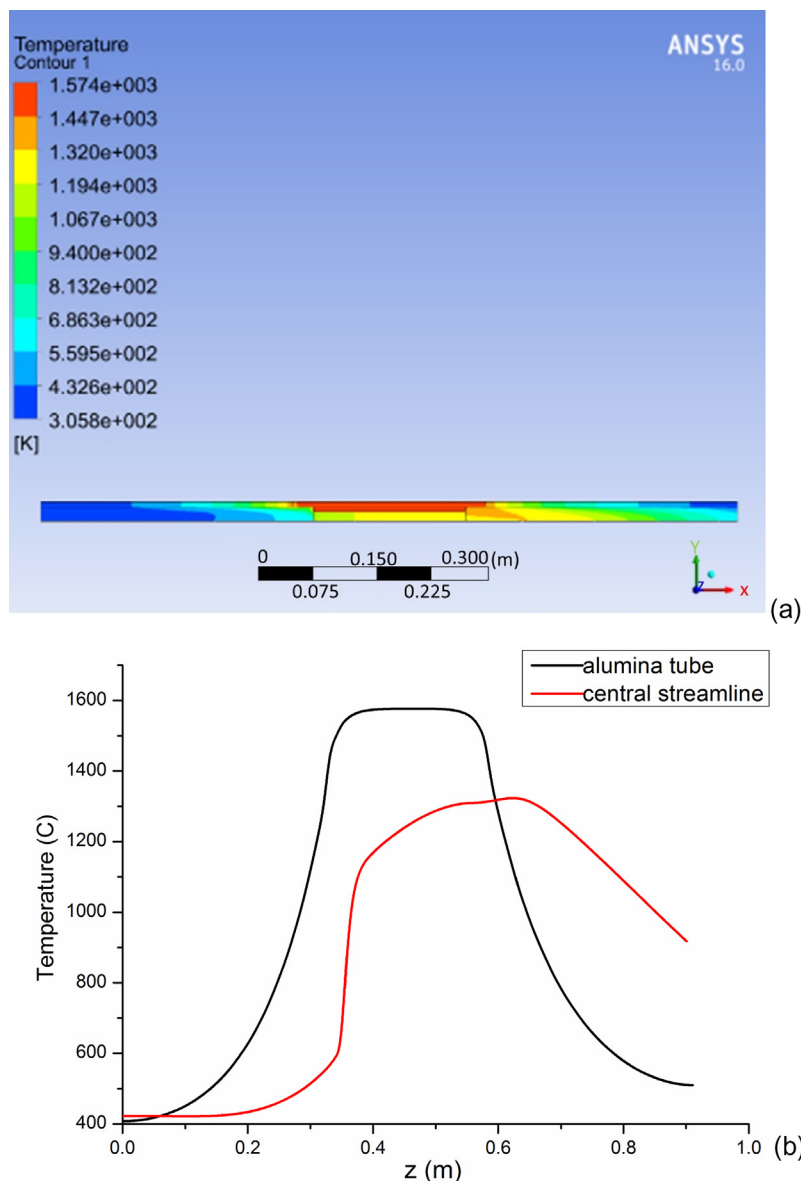 Temperature
Contour 1
ANSYS
16.0
1.574e+003
1.447e+003
1.320e+003
1.194e+003
1.067e+003
9.400e+002
8.132e+002
6.863e+002
5.595e+002
4.326e+002
3.058e+002
[K]
0 0.150 0.300 (m)
0.075 0.225
Y
Z X
(a)
alumina tube
central streamline
1600
1400
1200
1000
800
600
400
Temperature (C)
0.0 0.2 0.4 0.6 0.8 1.0
z (m)
(b)